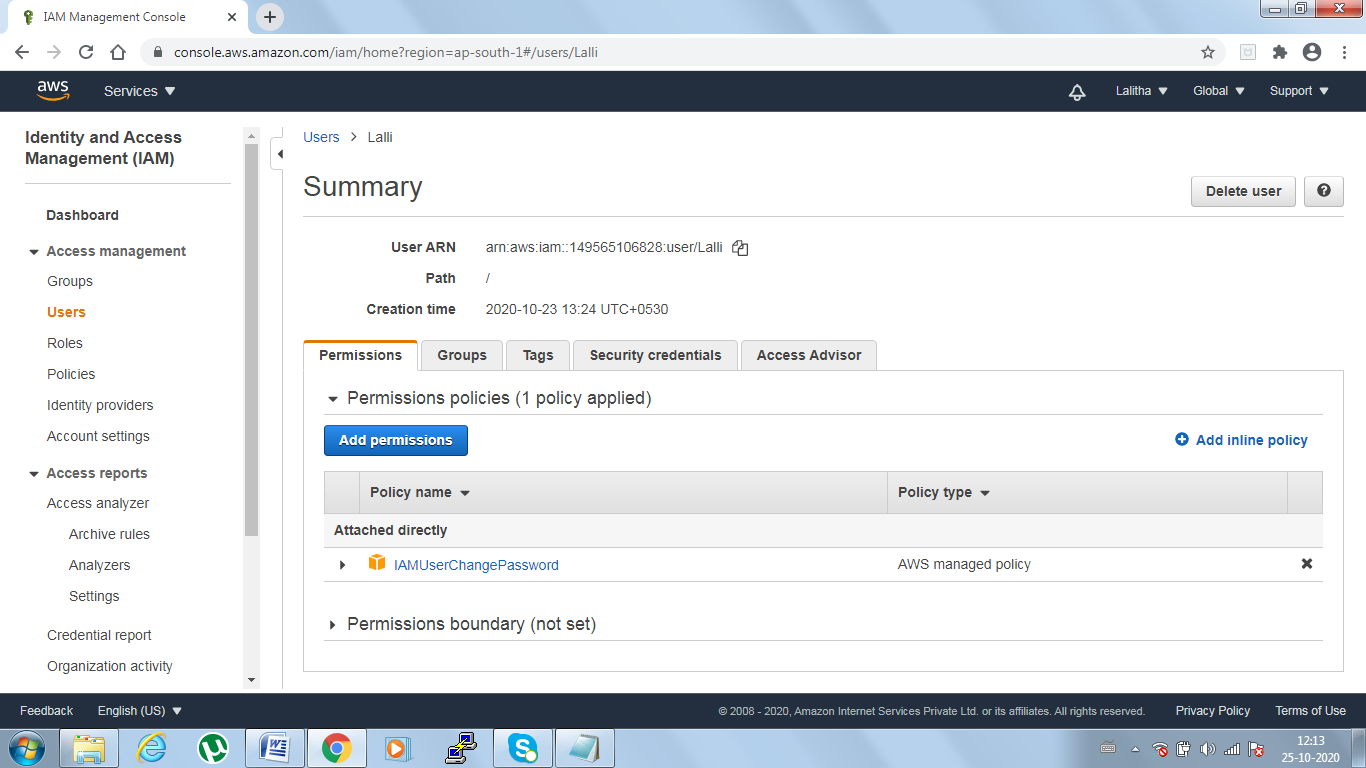 IAM Management Console
console.aws.amazon.com/iam/home?region=ap-south-1#/users/Lalli
aws
Services
Lalitha
Global
Support
Identity and Access
Management (IAM)
Dashboard
Access management
Groups
Users
Roles
Policies
Identity providers
Account settings
Access reports
Access analyzer
Archive rules
Analyzers
Settings
Credential report
Organization activity
Users > Lalli
Summary
Delete user
?
User ARN arn:aws:iam::149565106828:user/Lalli
Path /
Creation time 2020-10-23 13:24 UTC+0530
Permissions Groups Tags Security credentials Access Advisor
Permissions policies (1 policy applied)
Add permissions
Add inline policy
Policy name Policy type
Attached directly
IAMUserChangePassword AWS managed policy
Permissions boundary (not set)
Feedback English (US) © 2008 - 2020, Amazon Internet Services Private Ltd. or its affiliates. All rights reserved. Privacy Policy Terms of Use
12:13
25-10-2020